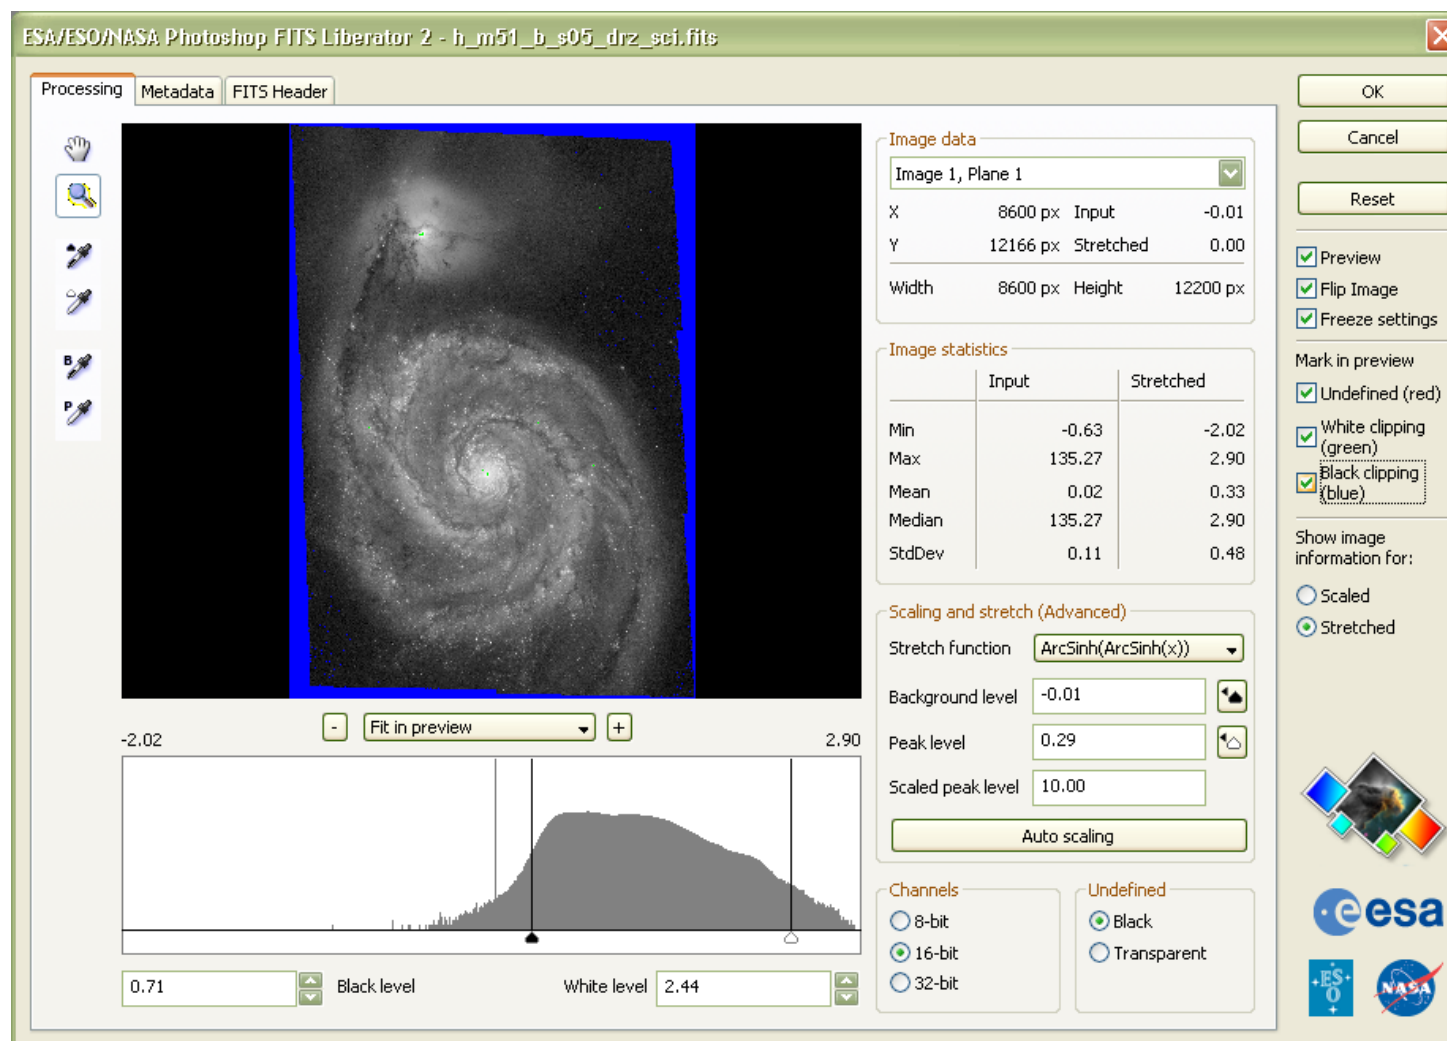 ESA/ESO/NASA Photoshop FITS Liberator 2 - h_m51_b_s05_drz_sci.fits
Processing Metadata FITS Header
Image data
Image 1, Plane 1
X 8600 px Input -0.01
Y 12166 px Stretched 0.00
Width 8600 px Height 12200 px
Image statistics
Input Stretched
Min -0.63 -2.02
Max 135.27 2.90
Mean 0.02 0.33
Median 135.27 2.90
StdDev 0.11 0.48
Scaling and stretch (Advanced)
Stretch function ArcSinh(ArcSinh(x))
Background level -0.01
Peak level 0.29
Scaled peak level 10.00
Auto scaling
Channels
8-bit
16-bit
32-bit
Undefined
Black
Transparent
B
P
- Fit in preview +
-2.02 2.90
0.71 Black level White level 2.44
OK
Cancel
Reset
Preview
Flip Image
Freeze settings
Mark in preview
Undefined (red)
White clipping
(green)
Black clipping
(blue)
Show image
information for:
Scaled
Stretched
esa
ES
O
NASA